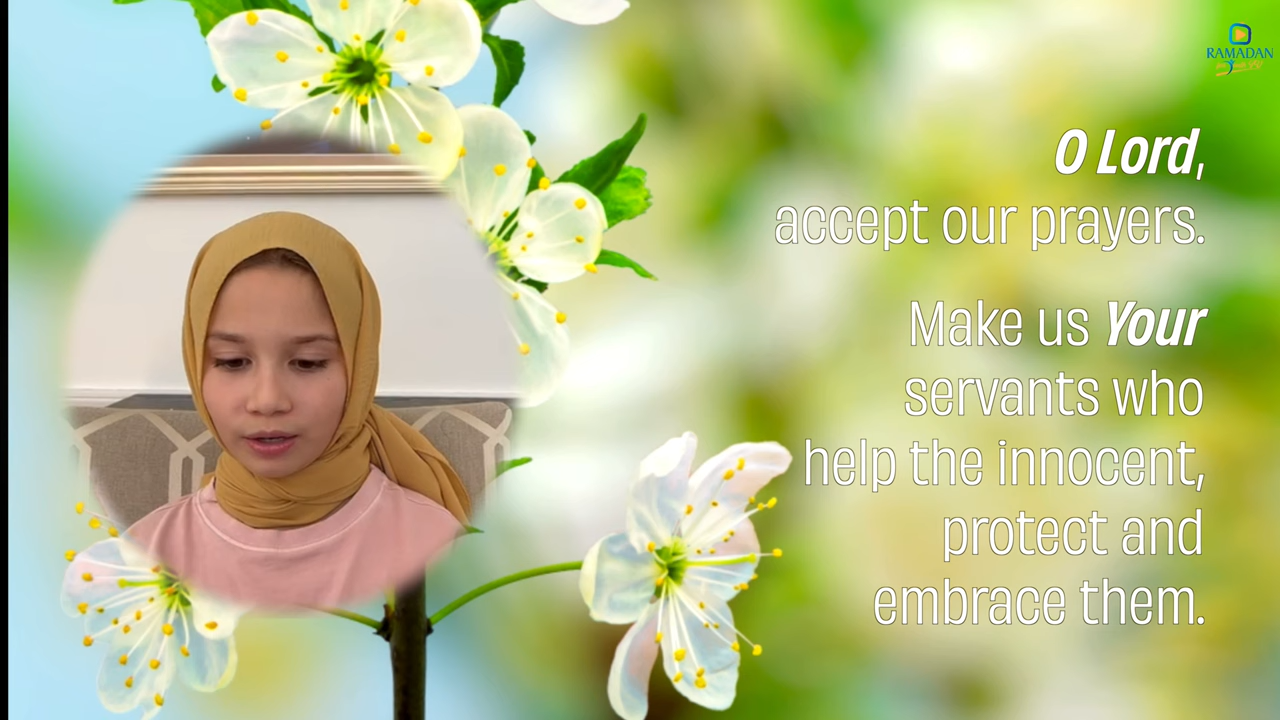 RAMADAN
O Lord,
accept our prayers.
Make us Your
servants who
help the innocent,
protect and
embrace them.